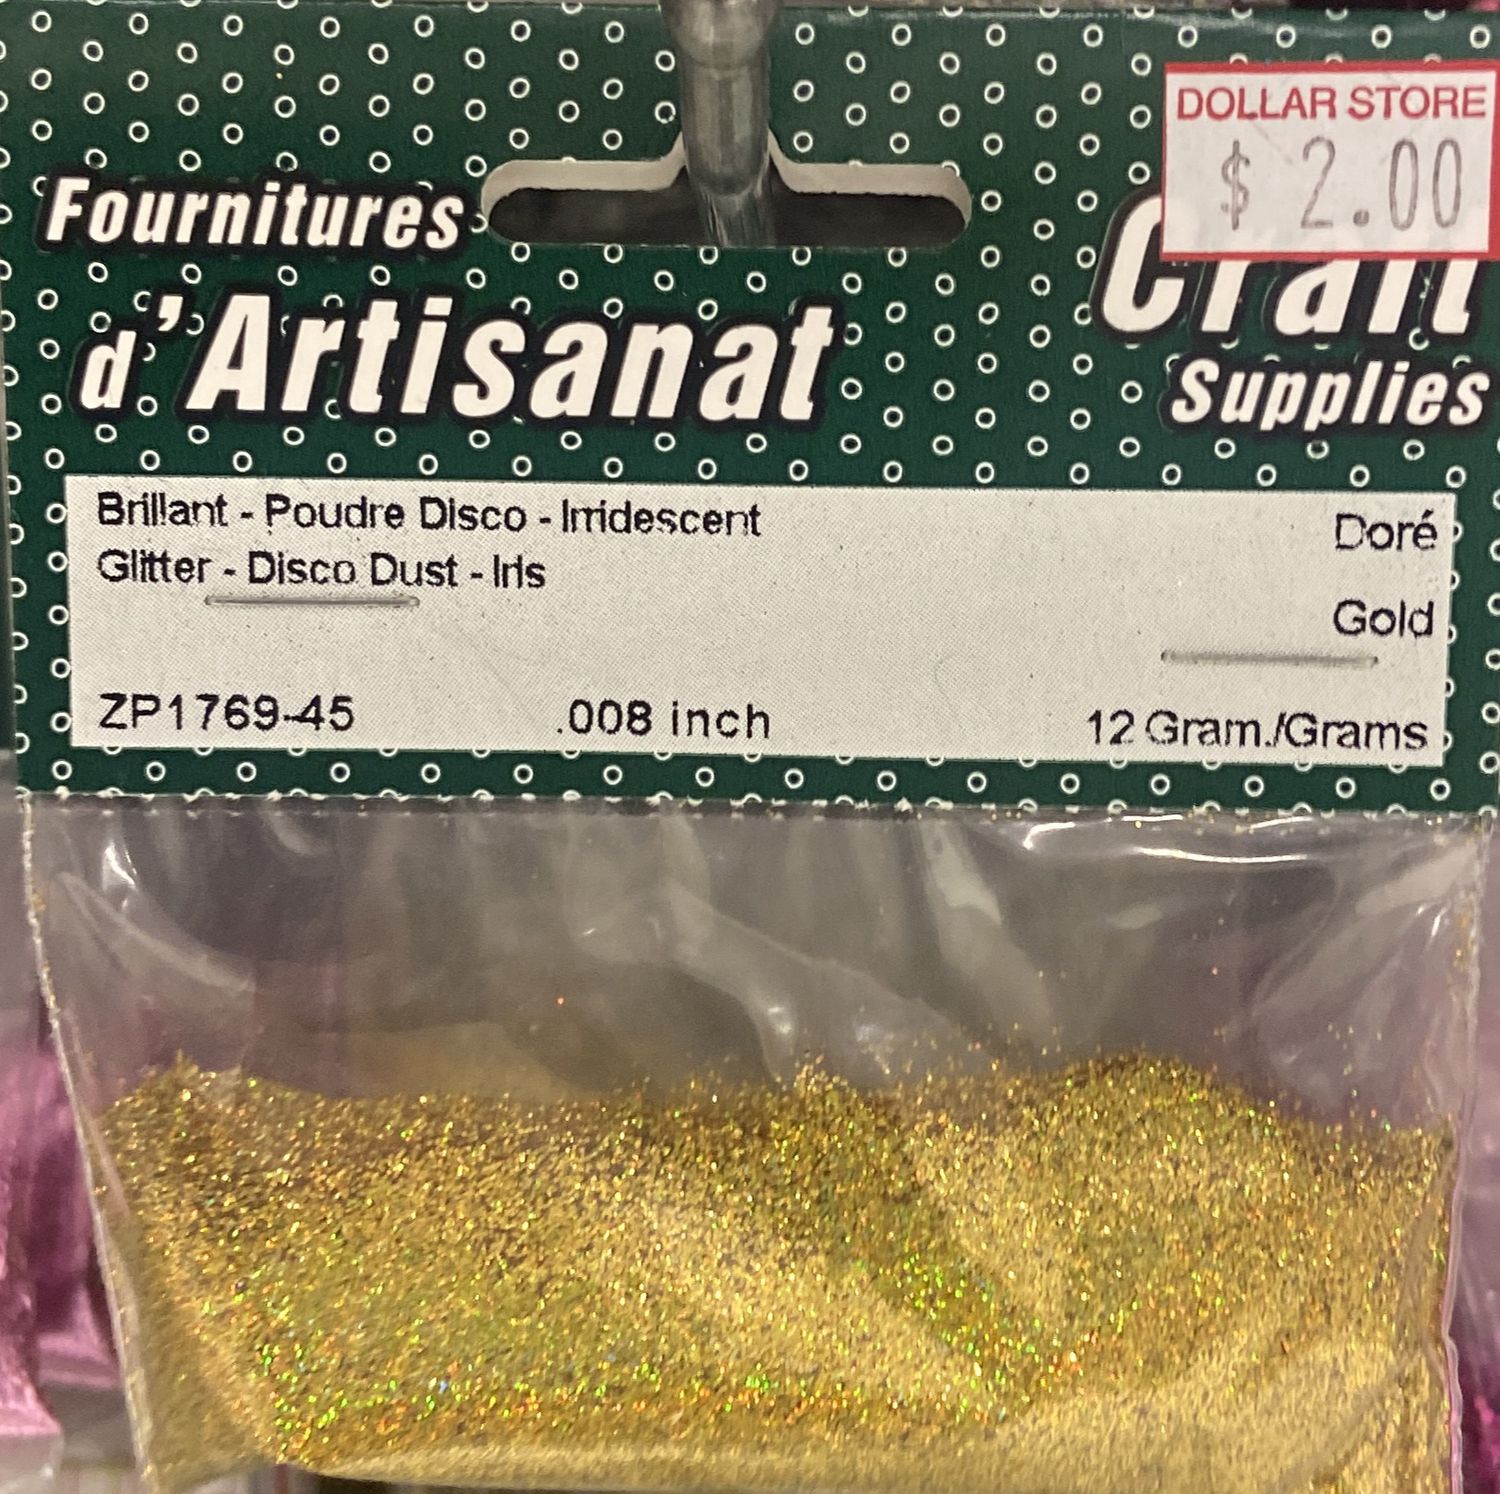 DOLLAR STORE
$ 2.00
Fournitures
d'Artisanat
Craft
Supplies
Brillant - Poudre Disco - Irridescent
Glitter - Disco Dust - Iris
Doré
Gold
ZP1769-45 .008 inch 12 Gram./Grams